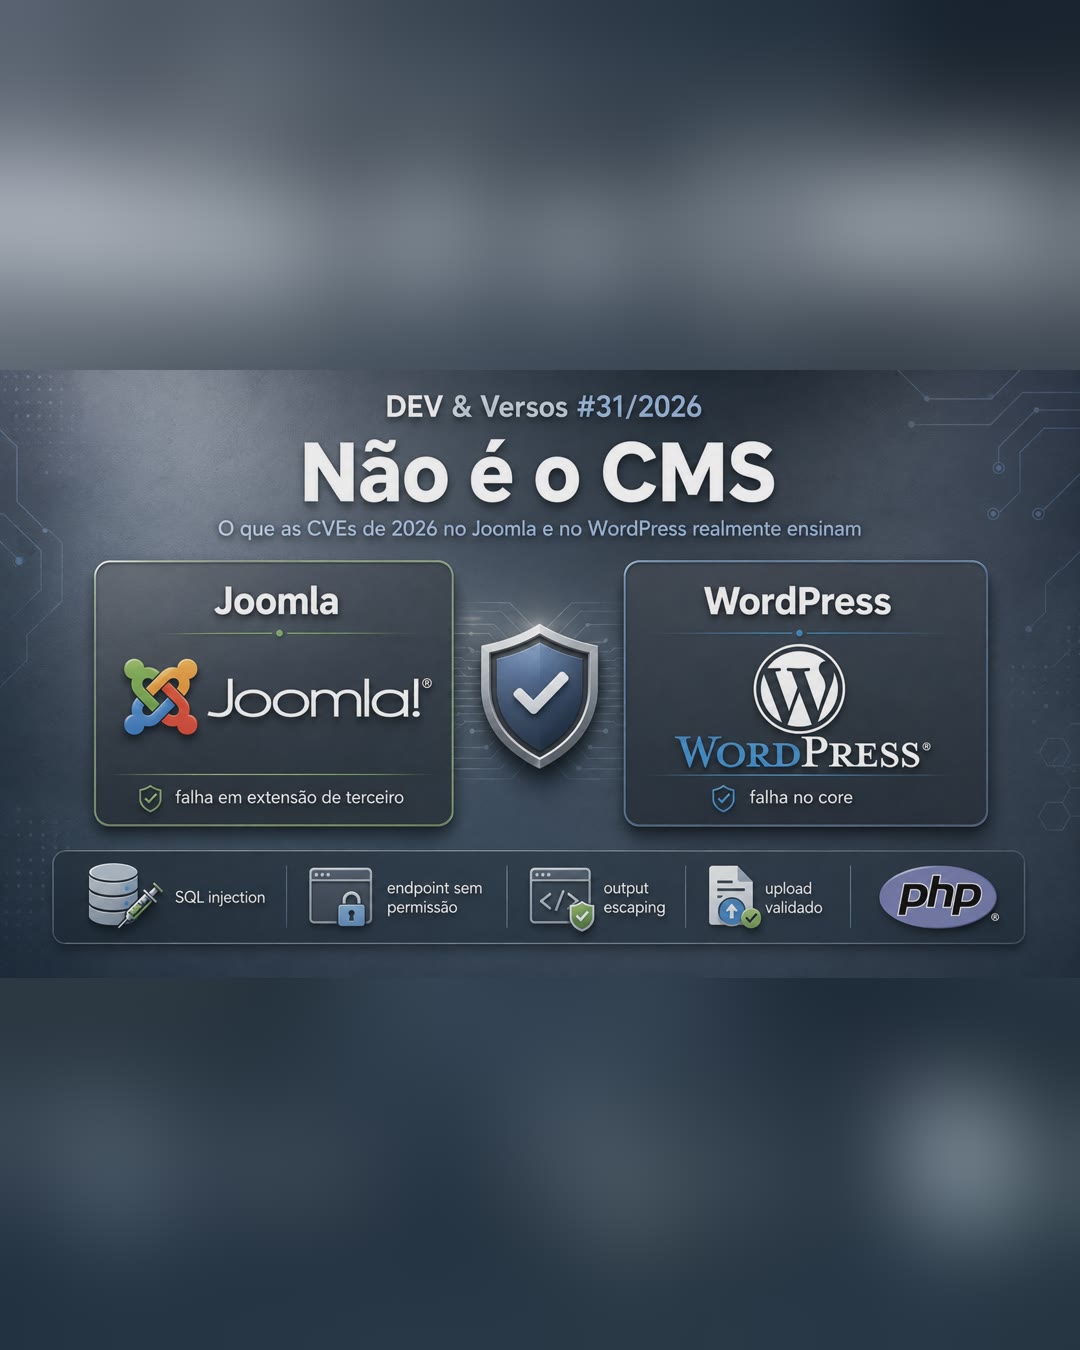 DEV & Versos #31/2026
Não é o CMS
O que as CVEs de 2026 no Joomla e no WordPress realmente ensinam
Joomla
Joomla!®
falha em extensão de terceiro
WordPress
W
WORDPRESS®
falha no core
SQL injection
endpoint sem
permissão
</>
output
escaping
upload
validado
php®